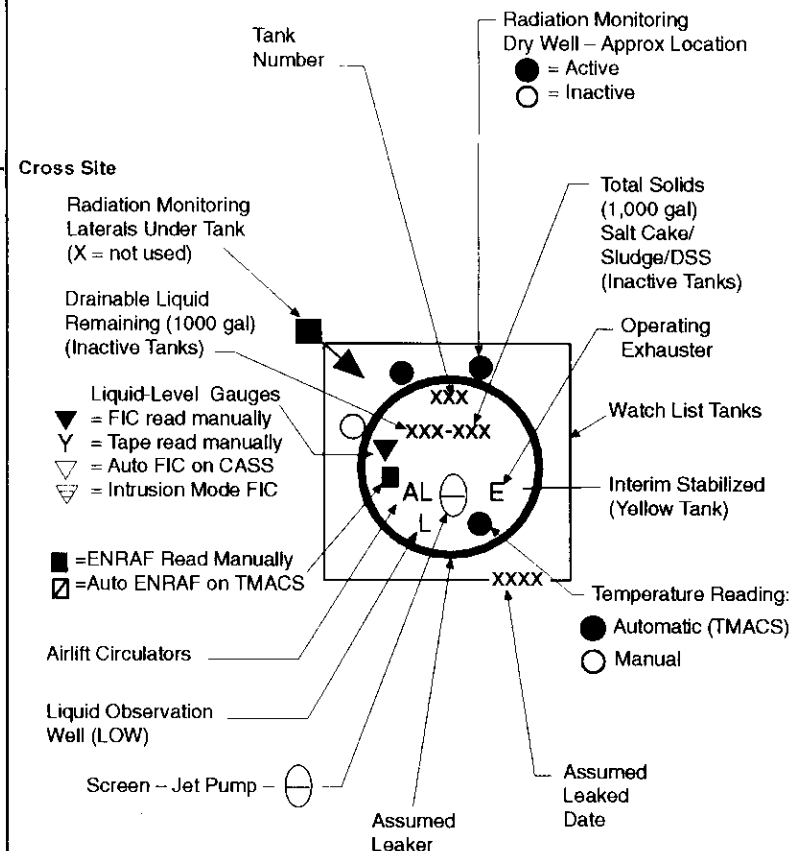 Tank
Number
Radiation Monitoring
Dry Well – Approx Location
= Active
= Inactive
Cross Site
Radiation Monitoring
Laterals Under Tank
(X = not used)
Total Solids
(1,000 gal)
Salt Cake/
Sludge/DSS
(Inactive Tanks)
Drainable Liquid
Remaining (1000 gal)
(Inactive Tanks)
Operating
Exhauster
Liquid-Level Gauges
= FIC read manually
Y = Tape read manually
= Auto FIC on CASS
= Intrusion Mode FIC
XXX
XXX-XXX
Watch List Tanks
AL
E
L
Interim Stabilized
(Yellow Tank)
=ENRAF Read Manually
=Auto ENRAF on TMACS
XXXX
Temperature Reading:
Automatic (TMACS)
Manual
Airlift Circulators
Liquid Observation
Well (LOW)
Screen – Jet Pump –
Assumed
Leaker
Assumed
Leaked
Date